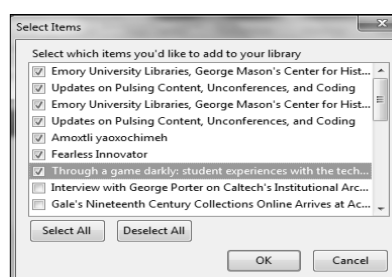 Select Items
Select which items you'd like to add to your library
Emory University Libraries, George Mason's Center for Hist...
Updates on Pulsing Content, Unconferences, and Coding
Emory University Libraries, George Mason's Center for Hist...
Updates on Pulsing Content, Unconferences, and Coding
Amoxtli yaoxochimeh
Fearless Innovator
Through a game darkly: student experiences with the tech...
Interview with George Porter on Caltech's Institutional Arc...
Gale's Nineteenth Century Collections Online Arrives at Ac...
Select All Deselect All
OK Cancel